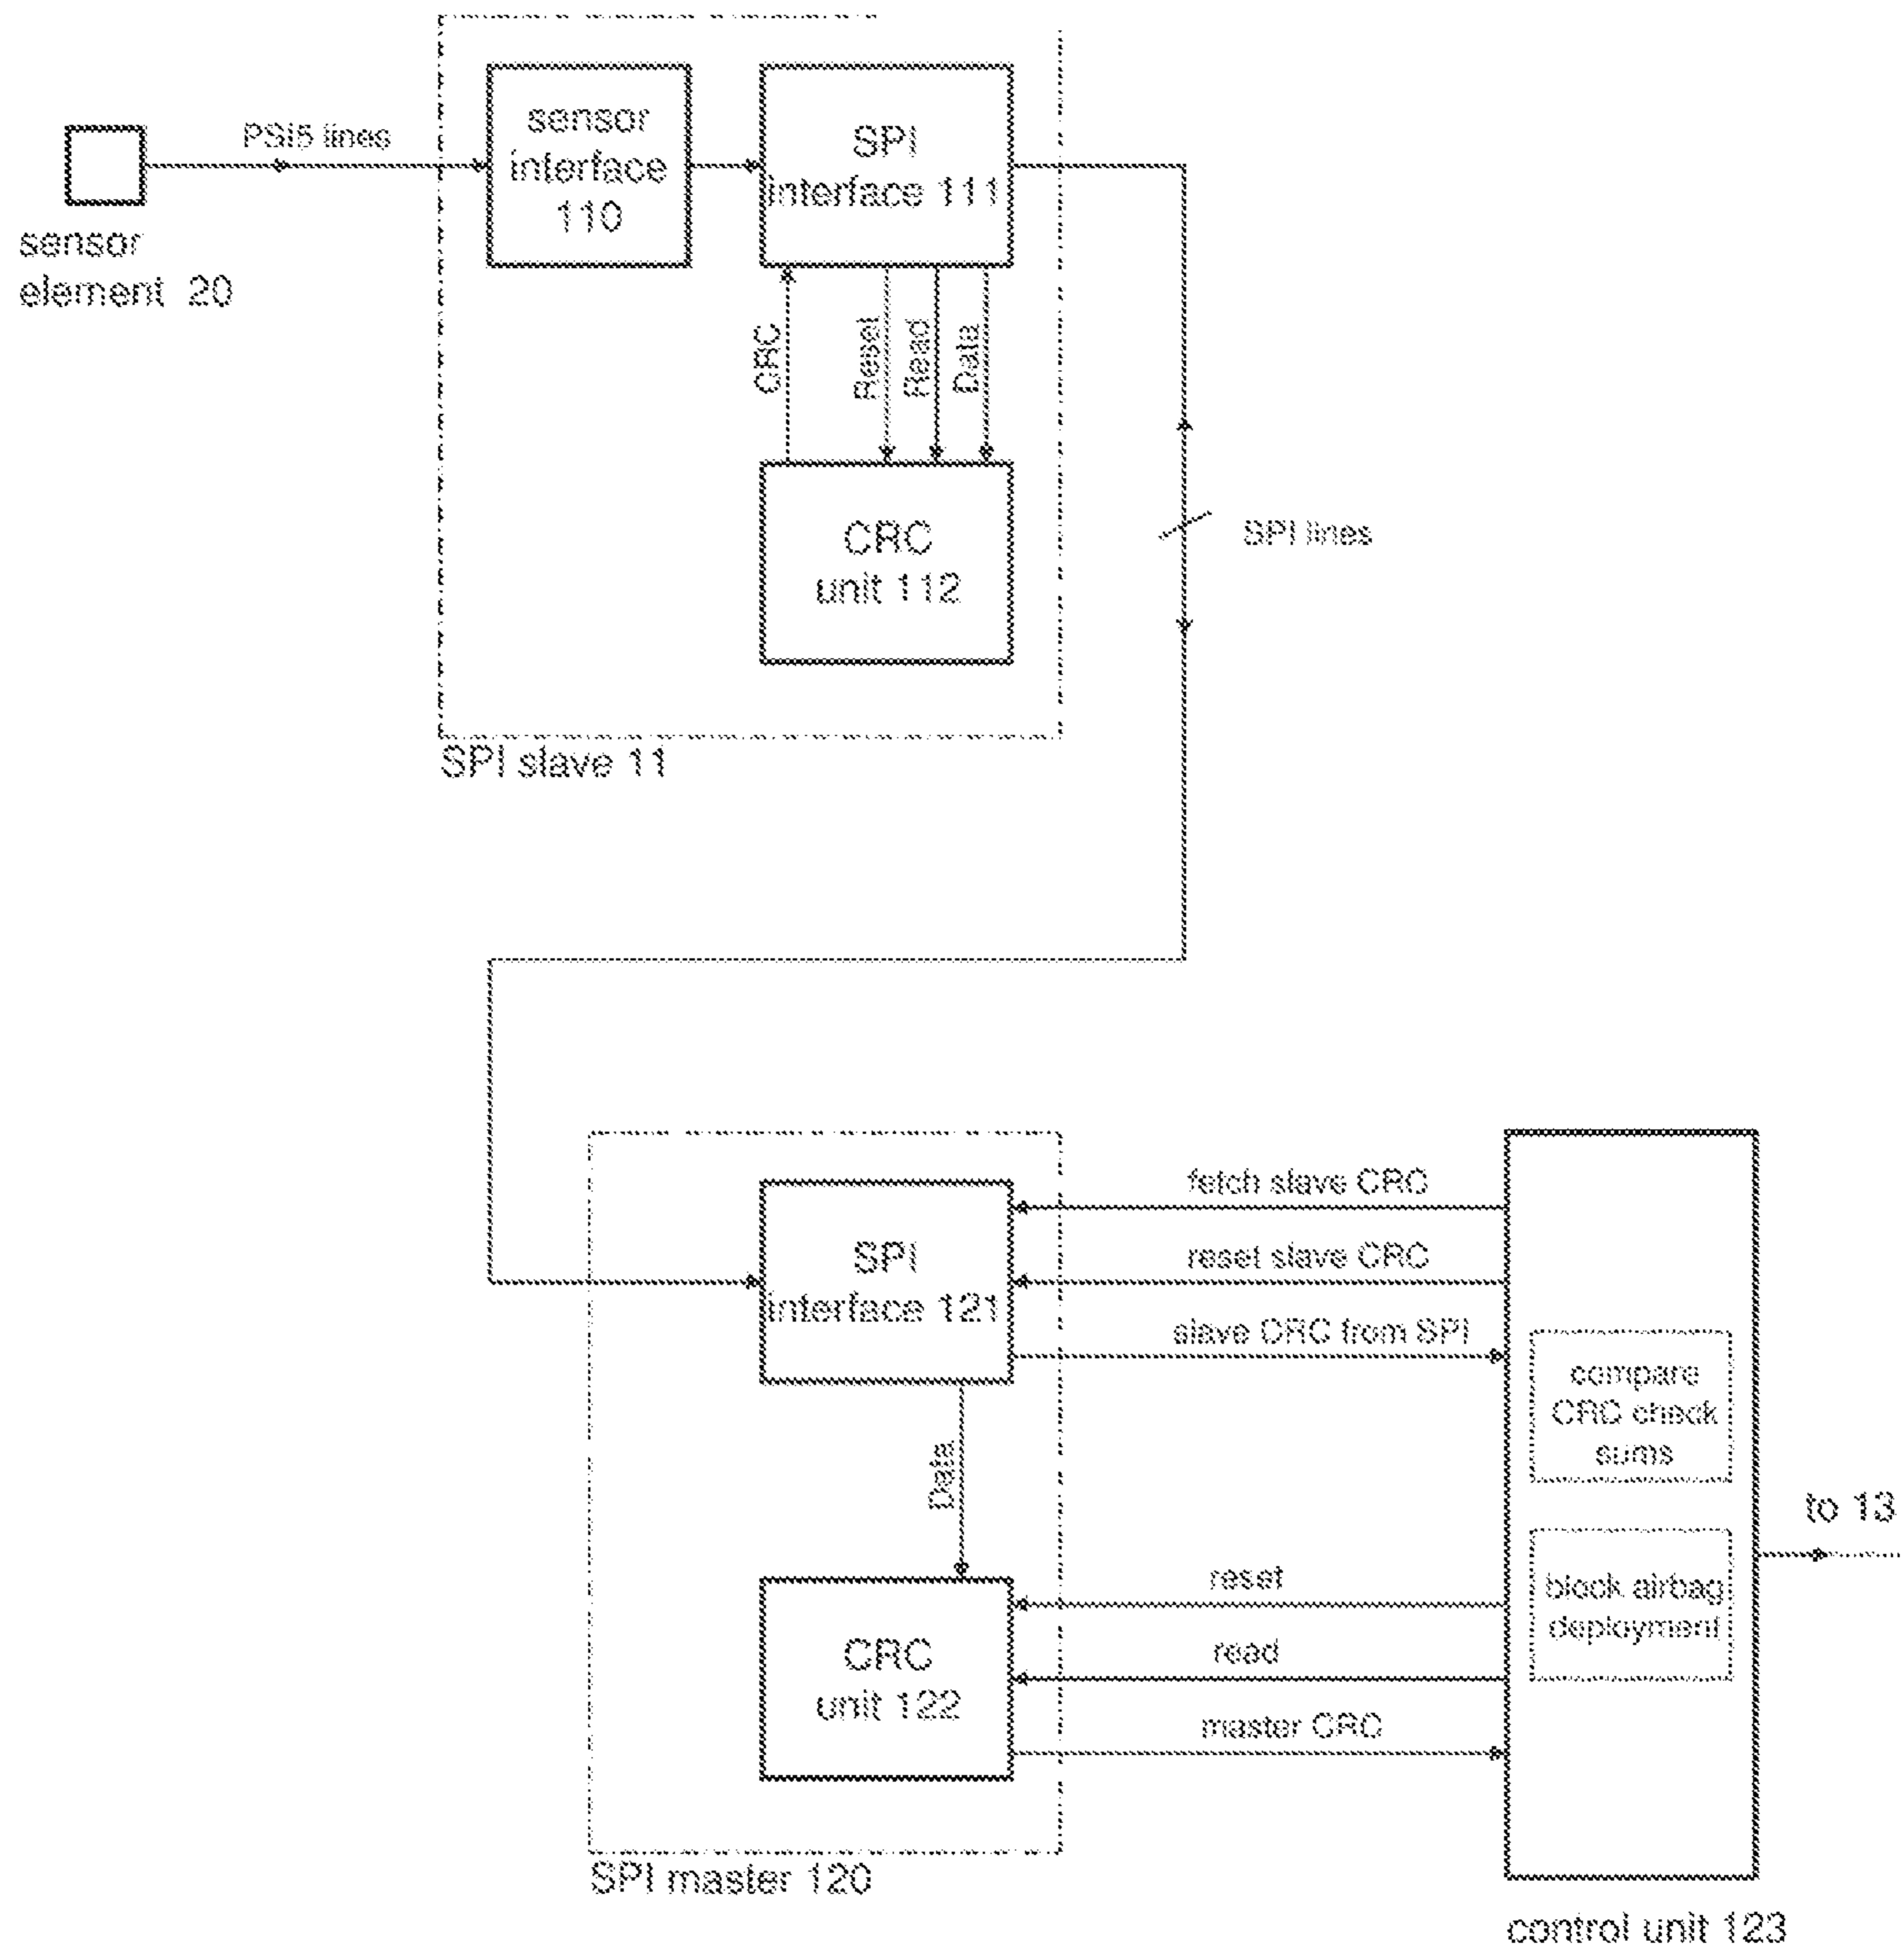 PSI5 lines
sensor
element 20
sensor
interface
110
SPI
interface 111
CRC
Reset
Read
Data
CRC
unit 112
SPI lines
SPI slave 11
SPI
interface 121
fetch slave CRC
reset slave CRC
slave CRC from SPI
Data
compare
CRC check
sums
to 13
block airbag
deployment
reset
read
master CRC
CRC
unit 122
SPI master 120
control unit 123